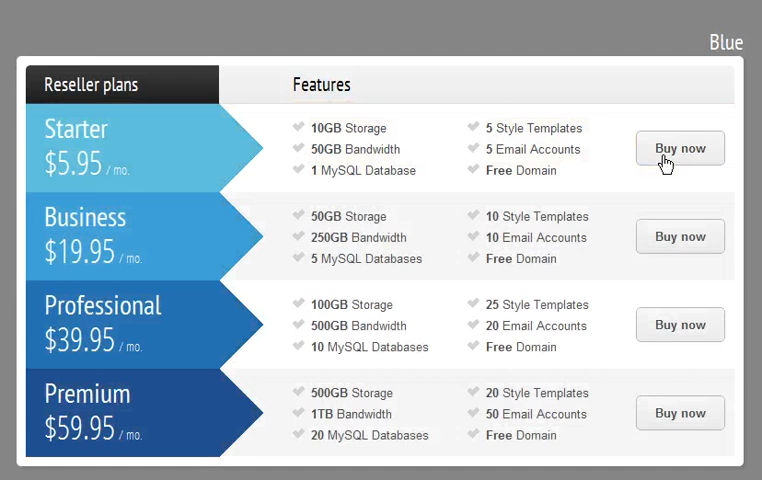 Blue
Reseller plans
Features
Starter
$5.95 / mo.
10GB Storage
50GB Bandwidth
1 MySQL Database
5 Style Templates
5 Email Accounts
Free Domain
Buy now
Business
$19.95 / mo.
50GB Storage
250GB Bandwidth
5 MySQL Databases
10 Style Templates
10 Email Accounts
Free Domain
Buy now
Professional
$39.95 / mo.
100GB Storage
500GB Bandwidth
10 MySQL Databases
25 Style Templates
20 Email Accounts
Free Domain
Buy now
Premium
$59.95 / mo.
500GB Storage
1TB Bandwidth
20 MySQL Databases
20 Style Templates
50 Email Accounts
Free Domain
Buy now